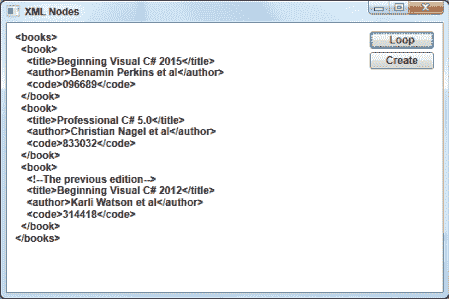 XML Nodes
<books>
<book>
<title>Beginning Visual C# 2015</title>
<author>Benamin Perkins et al</author>
<code>096689</code>
</book>
<book>
<title>Professional C# 5.0</title>
<author>Christian Nagel et al</author>
<code>833032</code>
</book>
<book>
<!--The previous edition-->
<title>Beginning Visual C# 2012</title>
<author>Karli Watson et al</author>
<code>314418</code>
</book>
</books>
Loop
Create